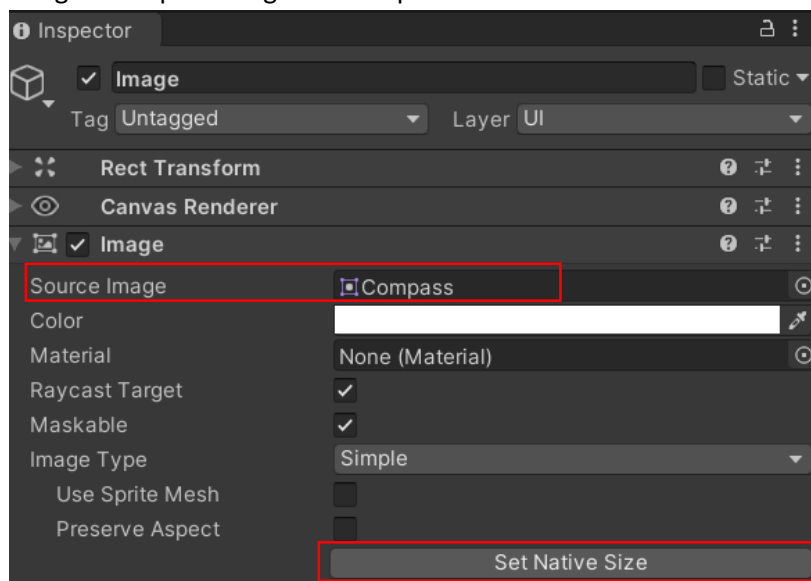 Inspector
Image Static
Tag Untagged Layer UI
Rect Transform
Canvas Renderer
Image
Source Image Compass
Color
Material None (Material)
Raycast Target
Maskable
Image Type Simple
Use Sprite Mesh
Preserve Aspect
Set Native Size